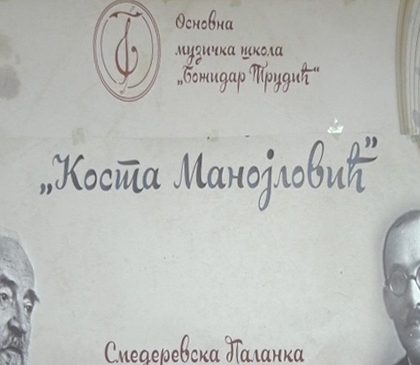 Основна
музичка школа
„Божидар Трудић“
„Коста Манојловић”
Смедеревска Паланка